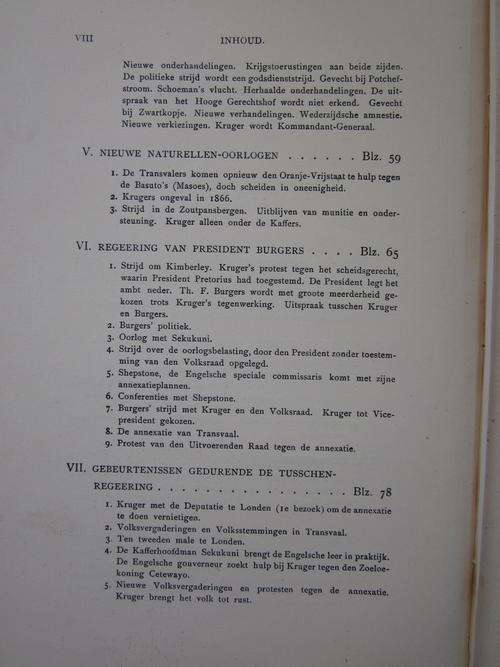 VIII INHOUD.
Nieuwe onderhandelingen. Krijgstoerustingen aan beide zijden.
De politieke strijd wordt een godsdienststrijd. Gevecht bij Potchef-
stroom. Schoeman's vlucht. Herhaalde onderhandelingen. De uit-
spraak van het Hooge Gerechtshof wordt niet erkend. Gevecht
bij Zwartkopje. Nieuwe verhandelingen. Wederzijdsche amnestie.
Nieuwe verkiezingen. Kruger wordt Kommandant-Generaal.
V. NIEUWE NATURELLEN-OORLOGEN . . . . . . Blz. 59
1. De Transvalers komen opnieuw den Oranje-Vrijstaat te hulp tegen
de Basuto's (Masoes), doch scheiden in oneenigheid.
2. Krugers ongeval in 1866.
3. Strijd in de Zoutpansbergen. Uitblijven van munitie en onder-
steuning. Kruger alleen onder de Kaffers.
VI. REGEERING VAN PRESIDENT BURGERS . . . . Blz. 65
1. Strijd om Kimberley. Kruger's protest tegen het scheidsgerecht,
waarin President Pretorius had toegestemd. De President legt het
ambt neder. Th. F. Burgers wordt met groote meerderheid ge-
kozen trots Kruger's tegenwerking. Uitspraak tusschen Kruger
en Burgers.
2. Burgers' politiek.
3. Oorlog met Sekukuni.
4. Strijd over de oorlogsbelasting, door den President zonder toestem-
ming van den Volksraad opgelegd.
5. Shepstone, de Engelsche speciale commissaris komt met zijne
annexatieplannen.
6. Conferenties met Shepstone.
7. Burgers' strijd met Kruger en den Volksraad. Kruger tot Vice-
president gekozen.
8. De annexatie van Transvaal.
9. Protest van den Uitvoerenden Raad tegen de annexatie.
VII. GEBEURTENISSEN GEDURENDE DE TUSSCHEN-
REGEERING . . . . . . . . . . . . . . . . Blz. 78
1. Kruger met de Deputatie te Londen (1e bezoek) om de annexatie
te doen vernietigen.
2. Volksvergaderingen en Volksstemmingen in Transvaal.
3. Ten tweeden male te Londen.
4. De Kafferhoofdman Sekukuni brengt de Engelsche leer in praktijk.
De Engelsche gouverneur zoekt hulp bij Kruger tegen den Zoeloe-
koning Cetewayo.
5. Nieuwe Volksvergaderingen en protesten tegen de annexatie.
Kruger brengt het volk tot rust.